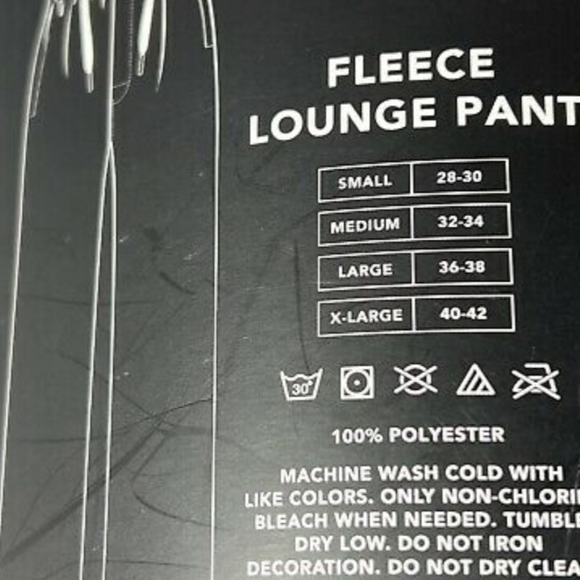 FLEECE
LOUNGE PANT
SMALL 28-30
MEDIUM 32-34
LARGE 36-38
X-LARGE 40-42
30°
100% POLYESTER
MACHINE WASH COLD WITH
LIKE COLORS. ONLY NON-CHLORI
BLEACH WHEN NEEDED. TUMBLE
DRY LOW. DO NOT IRON
DECORATION. DO NOT DRY CLEA